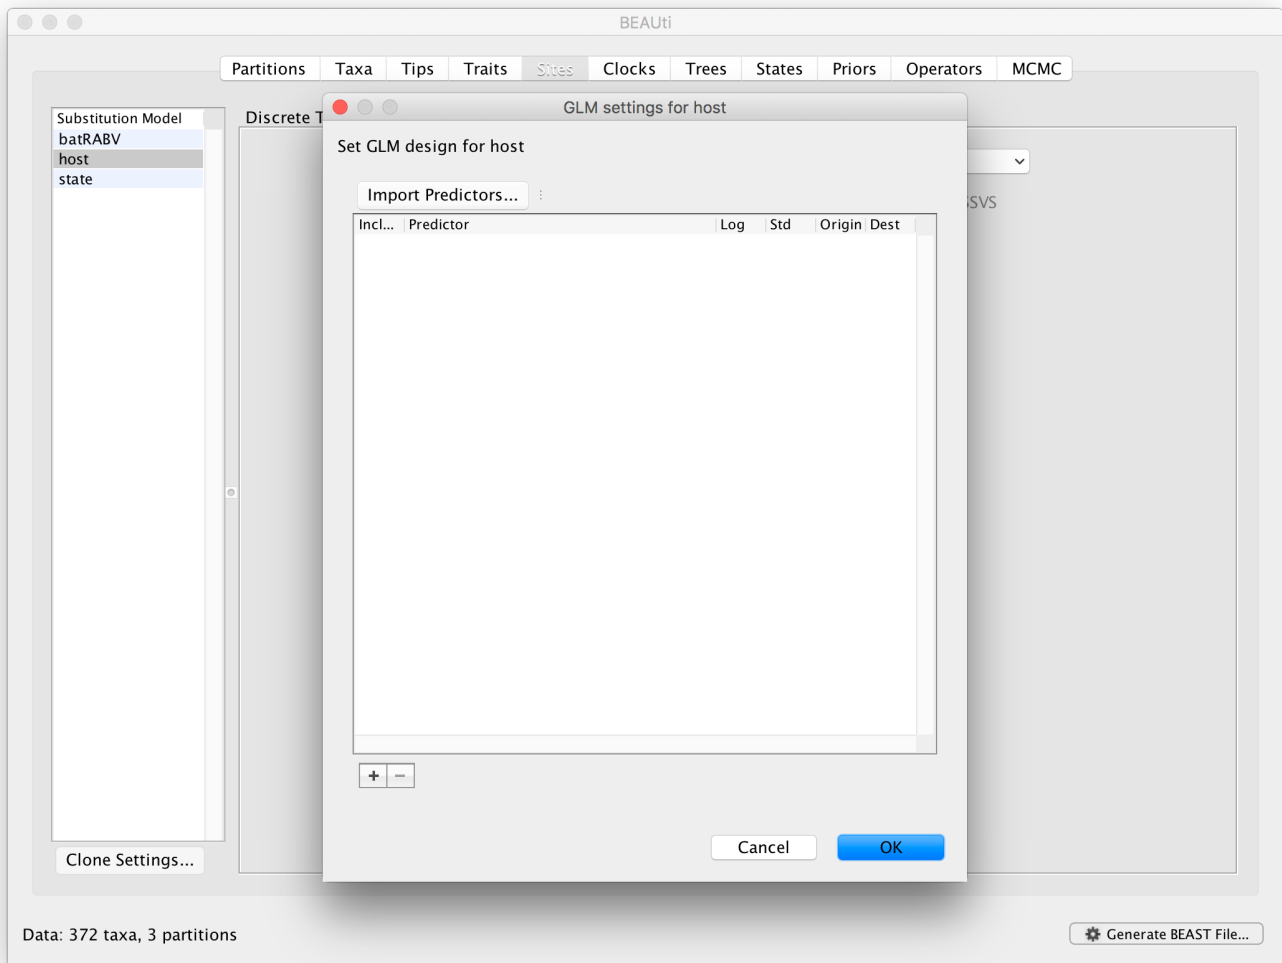 BEAUti
Partitions Taxa Tips Traits Sites Clocks Trees States Priors Operators MCMC
Substitution Model
batRABV
host
state
Discrete T
GLM settings for host
Set GLM design for host
Import Predictors...
Incl... Predictor Log Std Origin Dest
SSVS
+ −
Cancel OK
Clone Settings...
Data: 372 taxa, 3 partitions
Generate BEAST File...